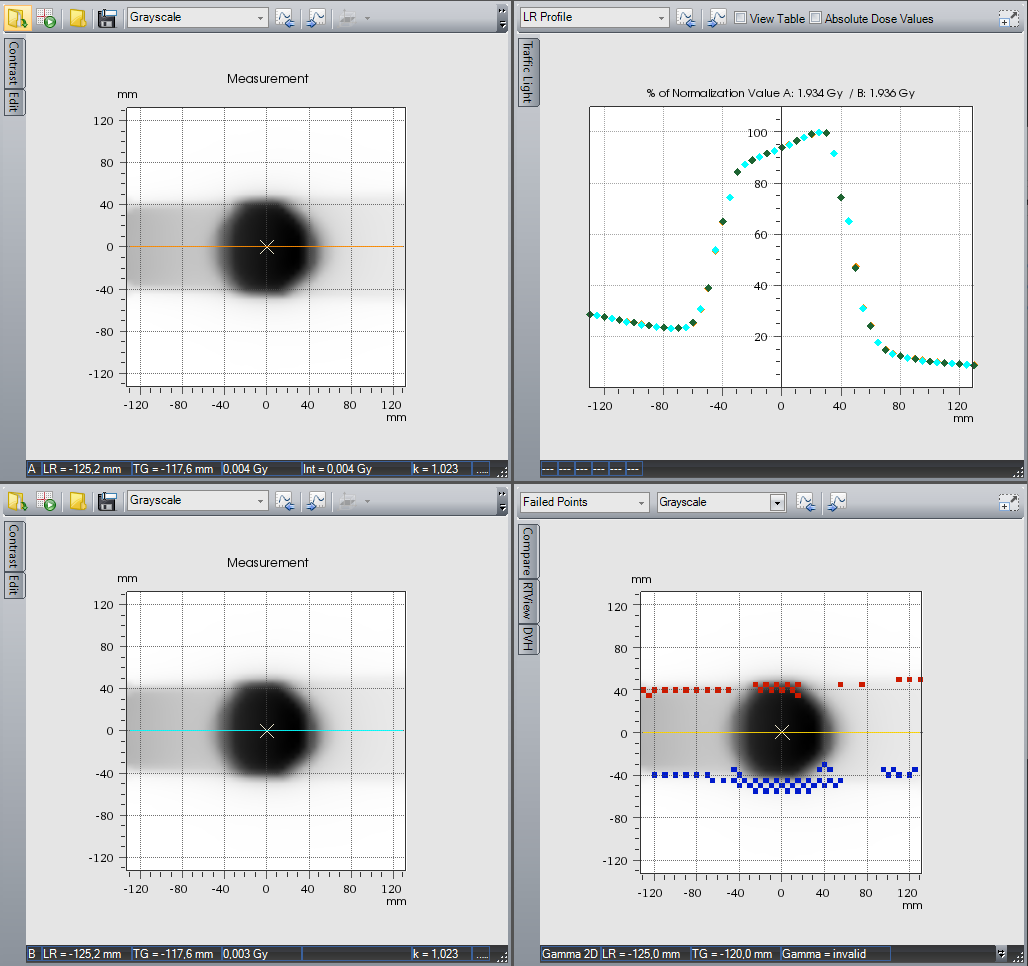 Grayscale
Contrast
Edit
Measurement
mm
120
80
40
0
-40
-80
-120
-120 -80 -40 0 40 80 120
mm
A LR = -125,2 mm TG = -117,6 mm 0,004 Gy Int = 0,004 Gy k = 1,023 .....
LR Profile View Table Absolute Dose Values
Traffic Light
% of Normalization Value A: 1.934 Gy / B: 1.936 Gy
100
80
60
40
20
-120 -80 -40 0 40 80 120
mm
--- --- --- --- --- ---
Grayscale
Contrast
Edit
Measurement
mm
120
80
40
0
-40
-80
-120
-120 -80 -40 0 40 80 120
mm
B LR = -125,2 mm TG = -117,6 mm 0,003 Gy k = 1,023 .....
Failed Points Grayscale
Compare
RTView
DVH
mm
120
80
40
0
-40
-80
-120
-120 -80 -40 0 40 80 120
mm
Gamma 2D LR = -125,0 mm TG = -120,0 mm Gamma = invalid